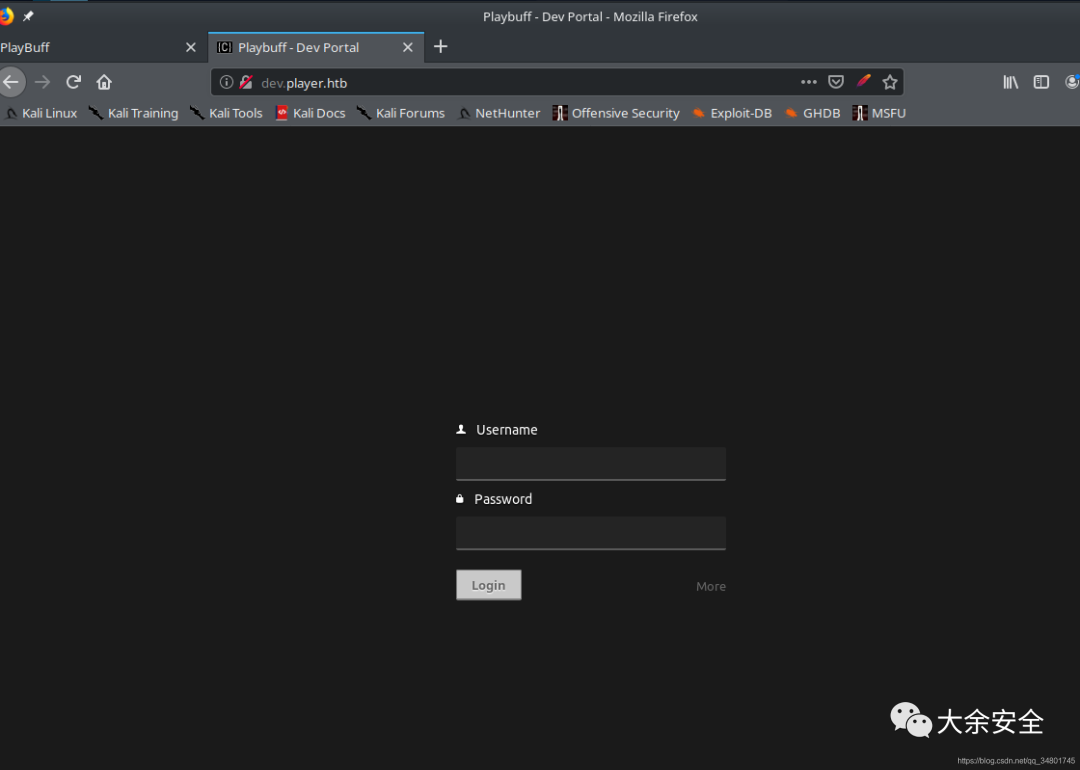 Playbuff - Dev Portal - Mozilla Firefox
PlayBuff
Playbuff - Dev Portal
dev.player.htb
Kali Linux Kali Training Kali Tools Kali Docs Kali Forums NetHunter Offensive Security Exploit-DB GHDB MSFU
Username
Password
Login More
大余安全
https://blog.csdn.net/qq_34801745